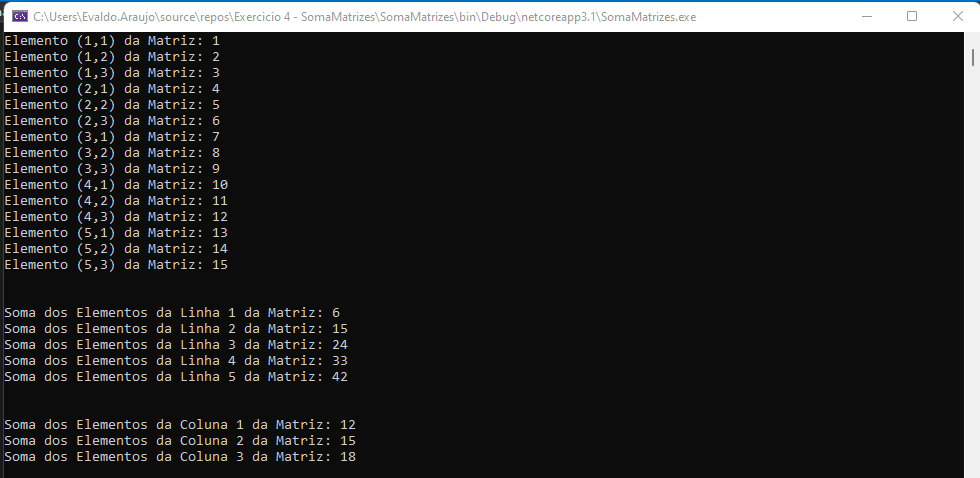 C:\Users\Evaldo.Araujo\source\repos\Exercicio 4 - SomaMatrizes\SomaMatrizes\bin\Debug\netcoreapp3.1\SomaMatrizes.exe
Elemento (1,1) da Matriz: 1
Elemento (1,2) da Matriz: 2
Elemento (1,3) da Matriz: 3
Elemento (2,1) da Matriz: 4
Elemento (2,2) da Matriz: 5
Elemento (2,3) da Matriz: 6
Elemento (3,1) da Matriz: 7
Elemento (3,2) da Matriz: 8
Elemento (3,3) da Matriz: 9
Elemento (4,1) da Matriz: 10
Elemento (4,2) da Matriz: 11
Elemento (4,3) da Matriz: 12
Elemento (5,1) da Matriz: 13
Elemento (5,2) da Matriz: 14
Elemento (5,3) da Matriz: 15
Soma dos Elementos da Linha 1 da Matriz: 6
Soma dos Elementos da Linha 2 da Matriz: 15
Soma dos Elementos da Linha 3 da Matriz: 24
Soma dos Elementos da Linha 4 da Matriz: 33
Soma dos Elementos da Linha 5 da Matriz: 42
Soma dos Elementos da Coluna 1 da Matriz: 12
Soma dos Elementos da Coluna 2 da Matriz: 15
Soma dos Elementos da Coluna 3 da Matriz: 18